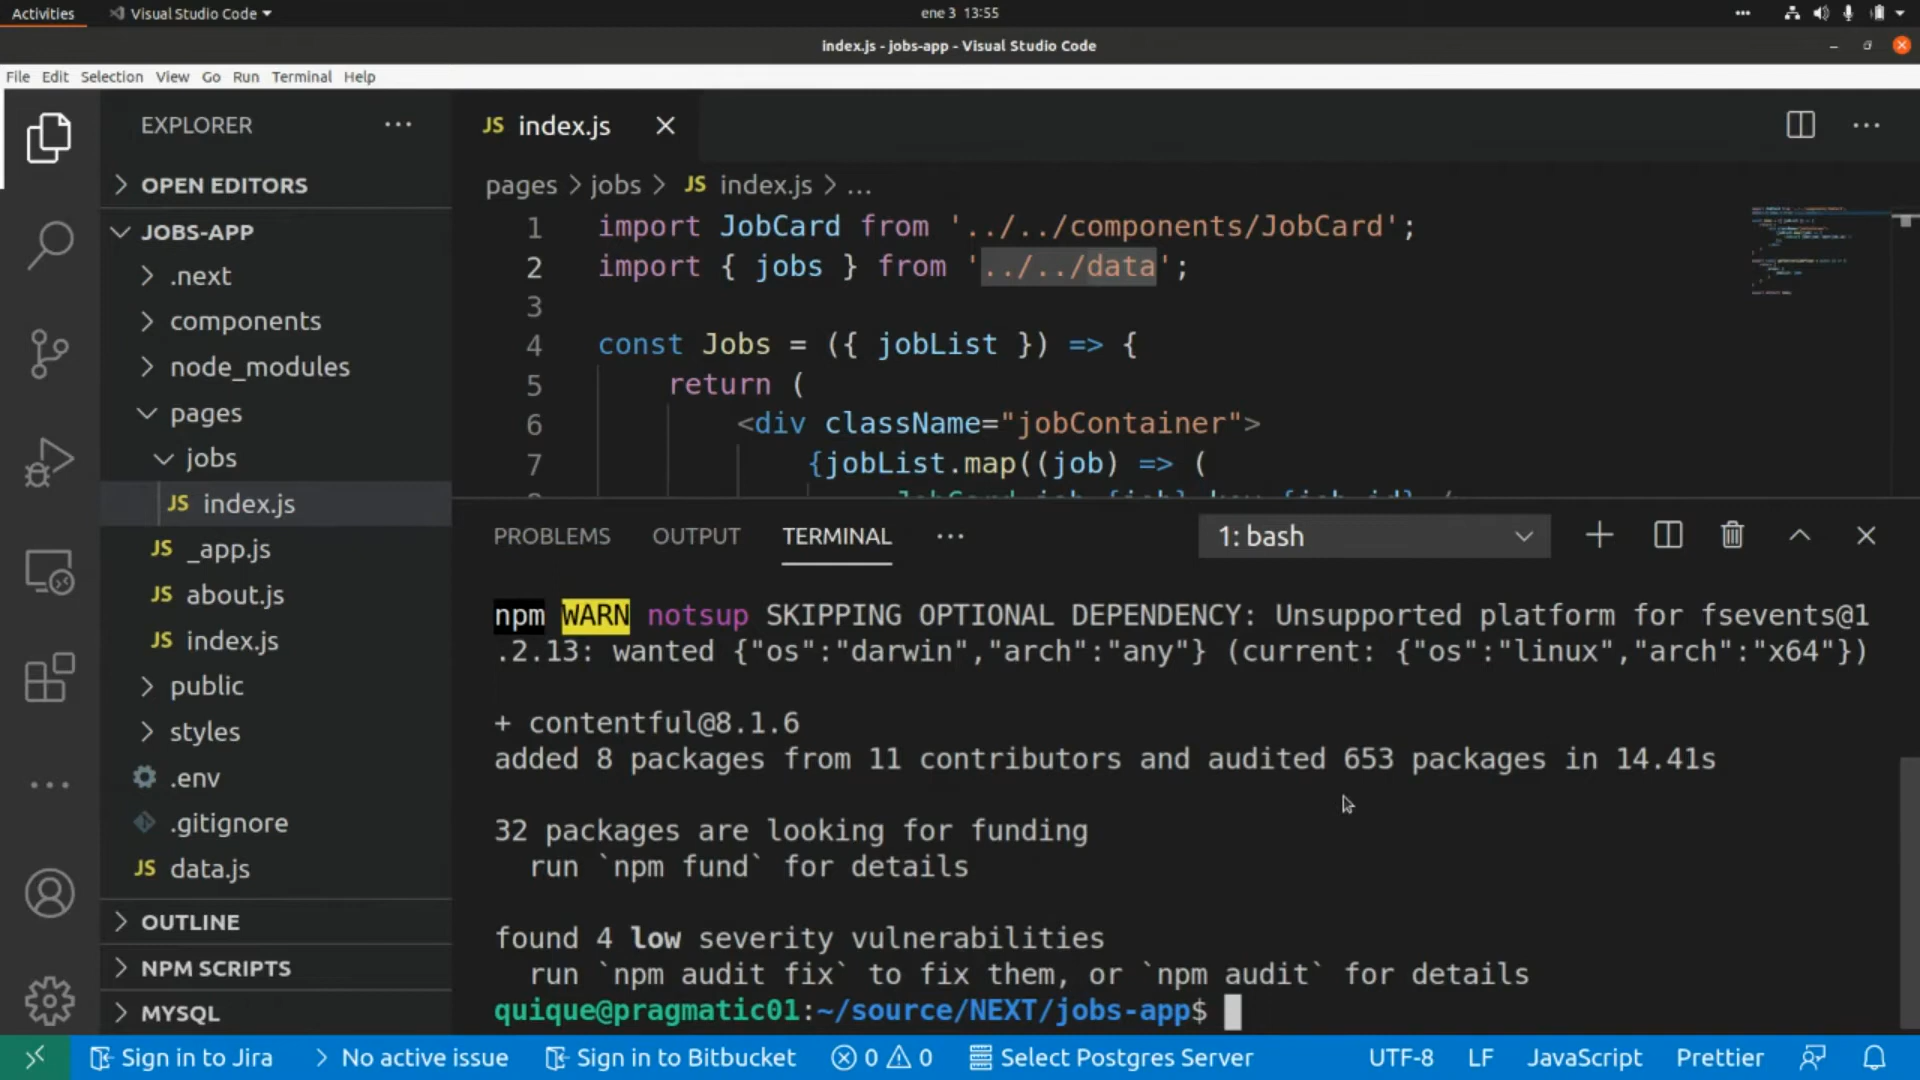 Activities
Visual Studio Code
ene 3 13:55
index.js - jobs-app - Visual Studio Code
File Edit Selection View Go Run Terminal Help
EXPLORER
OPEN EDITORS
JOBS-APP
.next
components
node_modules
pages
jobs
JS index.js
JS _app.js
JS about.js
JS index.js
public
styles
.env
.gitignore
JS data.js
OUTLINE
NPM SCRIPTS
MYSQL
JS index.js
pages > jobs > JS index.js > ...
1 import JobCard from '../../components/JobCard';
2 import { jobs } from '../../data';
3
4 const Jobs = ({ jobList }) => {
5 return (
6 <div className="jobContainer">
7 {jobList.map((job) => (
PROBLEMS OUTPUT TERMINAL ...
1: bash
npm WARN notsup SKIPPING OPTIONAL DEPENDENCY: Unsupported platform for fsevents@1
.2.13: wanted {"os":"darwin","arch":"any"} (current: {"os":"linux","arch":"x64"})
+ contentful@8.1.6
added 8 packages from 11 contributors and audited 653 packages in 14.41s
32 packages are looking for funding
run `npm fund` for details
found 4 low severity vulnerabilities
run `npm audit fix` to fix them, or `npm audit` for details
quique@pragmatic01:~/source/NEXT/jobs-app$
Sign in to Jira > No active issue Sign in to Bitbucket 0 0 Select Postgres Server UTF-8 LF JavaScript Prettier